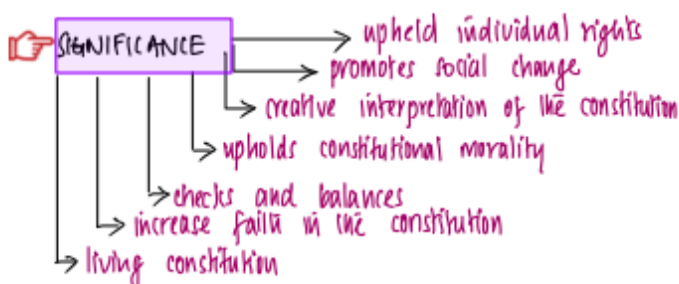 SIGNIFICANCE
upheld individual rights
promotes social change
creative interpretation of the constitution
upholds constitutional morality
checks and balances
increase faith in the constitution
living constitution